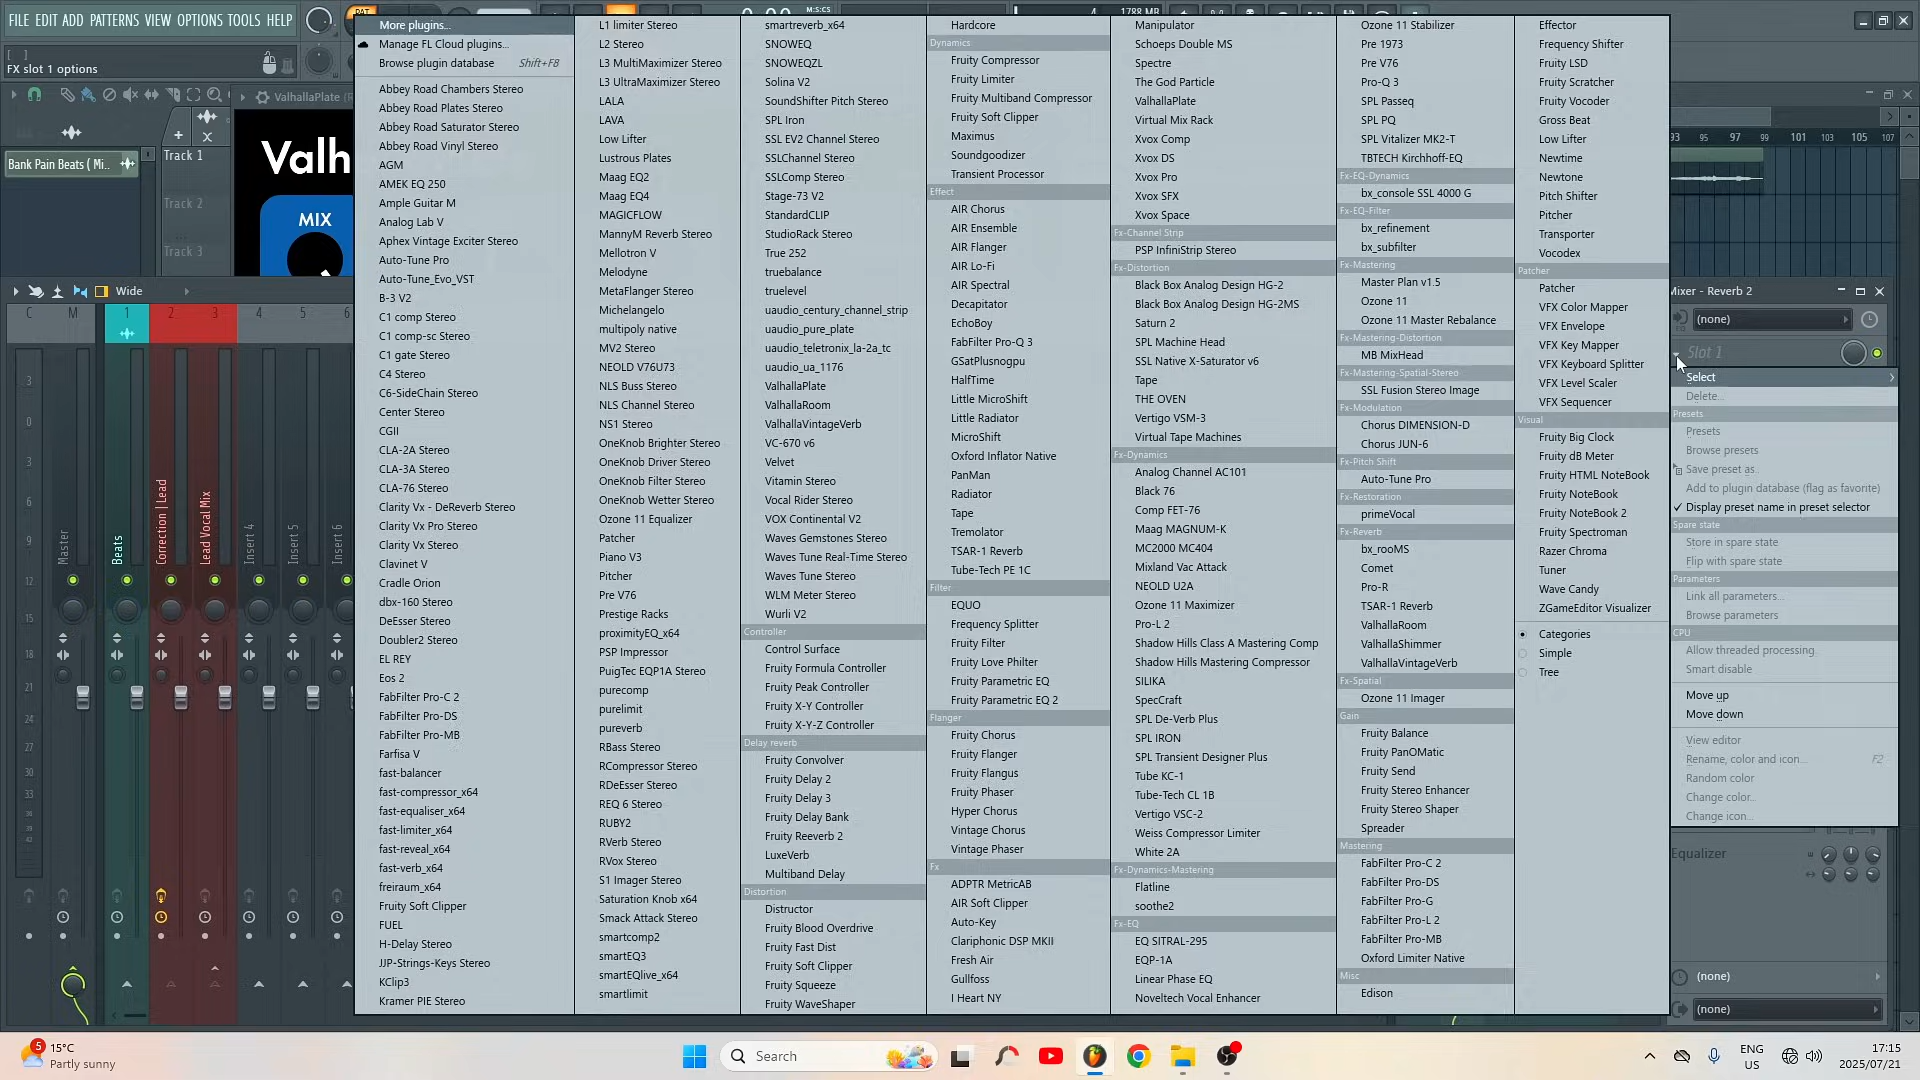 FILE EDIT ADD PATTERNS VIEW OPTIONS TOOLS HELP
[ ]
FX slot 1 options
Bank Pain Beats ( Mi..
Track 1
Track 2
Track 3
ValhallaPlate
Valh
MIX
Wide
C
M
1
2
3
4
5
6
Master
Beats
Correction | Lead
Lead Vocal Mix
Insert 4
Insert 5
Insert 6
More plugins...
Manage FL Cloud plugins...
Browse plugin database Shift+F8
Abbey Road Chambers Stereo
Abbey Road Plates Stereo
Abbey Road Saturator Stereo
Abbey Road Vinyl Stereo
AGM
AMEK EQ 250
Ample Guitar M
Analog Lab V
Aphex Vintage Exciter Stereo
Auto-Tune Pro
Auto-Tune_Evo_VST
B-3 V2
C1 comp Stereo
C1 comp-sc Stereo
C1 gate Stereo
C4 Stereo
C6-SideChain Stereo
Center Stereo
CGII
CLA-2A Stereo
CLA-3A Stereo
CLA-76 Stereo
Clarity Vx - DeReverb Stereo
Clarity Vx Pro Stereo
Clarity Vx Stereo
Clavinet V
Cradle Orion
dbx-160 Stereo
DeEsser Stereo
Doubler2 Stereo
EL REY
Eos 2
FabFilter Pro-C 2
FabFilter Pro-DS
FabFilter Pro-MB
Farfisa V
fast-balancer
fast-compressor_x64
fast-equaliser_x64
fast-limiter_x64
fast-reveal_x64
fast-verb_x64
freiraum_x64
Fruity Soft Clipper
FUEL
H-Delay Stereo
JJP-Strings-Keys Stereo
KClip3
Kramer PIE Stereo
L1 limiter Stereo
L2 Stereo
L3 MultiMaximizer Stereo
L3 UltraMaximizer Stereo
LALA
LAVA
Low Lifter
Lustrous Plates
Maag EQ2
Maag EQ4
MAGICFLOW
MannyM Reverb Stereo
Mellotron V
Melodyne
MetaFlanger Stereo
Michelangelo
multipoly native
MV2 Stereo
NEOLD V76U73
NLS Buss Stereo
NLS Channel Stereo
NS1 Stereo
OneKnob Brighter Stereo
OneKnob Driver Stereo
OneKnob Filter Stereo
OneKnob Wetter Stereo
Ozone 11 Equalizer
Patcher
Piano V3
Pitcher
Pre V76
Prestige Racks
proximityEQ_x64
PSP Impressor
PuigTec EQP1A Stereo
purecomp
purelimit
pureverb
RBass Stereo
RCompressor Stereo
RDeEsser Stereo
REQ 6 Stereo
RUBY2
RVerb Stereo
RVox Stereo
S1 Imager Stereo
Saturation Knob x64
Smack Attack Stereo
smartcomp2
smartEQ3
smartEQlive_x64
smartlimit
smartreverb_x64
SNOWEQ
SNOWEQZL
Solina V2
SoundShifter Pitch Stereo
SPL Iron
SSL EV2 Channel Stereo
SSLChannel Stereo
SSLComp Stereo
Stage-73 V2
StandardCLIP
StudioRack Stereo
True 252
truebalance
truelevel
uaudio_century_channel_strip
uaudio_pure_plate
uaudio_teletronix_la-2a_tc
uaudio_ua_1176
ValhallaPlate
ValhallaRoom
ValhallaVintageVerb
VC-670 v6
Velvet
Vitamin Stereo
Vocal Rider Stereo
VOX Continental V2
Waves Gemstones Stereo
Waves Tune Real-Time Stereo
Waves Tune Stereo
WLM Meter Stereo
Wurli V2
Controller
Control Surface
Fruity Formula Controller
Fruity Peak Controller
Fruity X-Y Controller
Fruity X-Y-Z Controller
Delay reverb
Fruity Convolver
Fruity Delay 2
Fruity Delay 3
Fruity Delay Bank
Fruity Reeverb 2
LuxeVerb
Multiband Delay
Distortion
Distructor
Fruity Blood Overdrive
Fruity Fast Dist
Fruity Soft Clipper
Fruity Squeeze
Fruity WaveShaper
Hardcore
Dynamics
Fruity Compressor
Fruity Limiter
Fruity Multiband Compressor
Fruity Soft Clipper
Maximus
Soundgoodizer
Transient Processor
Effect
AIR Chorus
AIR Ensemble
AIR Flanger
AIR Lo-Fi
AIR Spectral
Decapitator
EchoBoy
FabFilter Pro-Q 3
GSatPlusnogpu
HalfTime
Little MicroShift
Little Radiator
MicroShift
Oxford Inflator Native
PanMan
Radiator
Tape
Tremolator
TSAR-1 Reverb
Tube-Tech PE 1C
Filter
EQUO
Frequency Splitter
Fruity Filter
Fruity Love Philter
Fruity Parametric EQ
Fruity Parametric EQ 2
Flanger
Fruity Chorus
Fruity Flanger
Fruity Flangus
Fruity Phaser
Hyper Chorus
Vintage Chorus
Vintage Phaser
Fx
ADPTR MetricAB
AIR Soft Clipper
Auto-Key
Clariphonic DSP MKII
Fresh Air
Gullfoss
I Heart NY
Manipulator
Schoeps Double MS
Spectre
The God Particle
ValhallaPlate
Virtual Mix Rack
Xvox Comp
Xvox DS
Xvox Pro
Xvox SFX
Xvox Space
Fx-Channel Strip
PSP InfiniStrip Stereo
Fx-Distortion
Black Box Analog Design HG-2
Black Box Analog Design HG-2MS
Saturn 2
SPL Machine Head
SSL Native X-Saturator v6
Tape
THE OVEN
Vertigo VSM-3
Virtual Tape Machines
Fx-Dynamics
Analog Channel AC101
Black 76
Comp FET-76
Maag MAGNUM-K
MC2000 MC404
Mixland Vac Attack
NEOLD U2A
Ozone 11 Maximizer
Pro-L 2
Shadow Hills Class A Mastering Comp
Shadow Hills Mastering Compressor
SILIKA
SpecCraft
SPL De-Verb Plus
SPL IRON
SPL Transient Designer Plus
Tube KC-1
Tube-Tech CL 1B
Vertigo VSC-2
Weiss Compressor Limiter
White 2A
Fx-Dynamics-Mastering
Flatline
soothe2
Fx-EQ
EQ SITRAL-295
EQP-1A
Linear Phase EQ
Noveltech Vocal Enhancer
Ozone 11 Stabilizer
Pre 1973
Pre V76
Pro-Q 3
SPL Passeq
SPL PQ
SPL Vitalizer MK2-T
TBTECH Kirchhoff-EQ
Fx-EQ-Dynamics
bx_console SSL 4000 G
Fx-EQ-Filter
bx_refinement
bx_subfilter
Fx-Mastering
Master Plan v1.5
Ozone 11
Ozone 11 Master Rebalance
Fx-Mastering-Distortion
MB MixHead
Fx-Mastering-Spatial-Stereo
SSL Fusion Stereo Image
Fx-Modulation
Chorus DIMENSION-D
Chorus JUN-6
Fx-Pitch Shift
Auto-Tune Pro
Fx-Restoration
primeVocal
Fx-Reverb
bx_rooMS
Comet
Pro-R
TSAR-1 Reverb
ValhallaRoom
ValhallaShimmer
ValhallaVintageVerb
Fx-Spatial
Ozone 11 Imager
Gain
Fruity Balance
Fruity PanOMatic
Fruity Send
Fruity Stereo Enhancer
Fruity Stereo Shaper
Spreader
Mastering
FabFilter Pro-C 2
FabFilter Pro-DS
FabFilter Pro-G
FabFilter Pro-L 2
FabFilter Pro-MB
Oxford Limiter Native
Misc
Edison
Effector
Frequency Shifter
Fruity LSD
Fruity Scratcher
Fruity Vocoder
Gross Beat
Low Lifter
Newtime
Newtone
Pitch Shifter
Pitcher
Transporter
Vocodex
Patcher
Patcher
VFX Color Mapper
VFX Envelope
VFX Key Mapper
VFX Keyboard Splitter
VFX Level Scaler
VFX Sequencer
Visual
Fruity Big Clock
Fruity dB Meter
Fruity HTML NoteBook
Fruity NoteBook
Fruity NoteBook 2
Fruity Spectroman
Razer Chroma
Tuner
Wave Candy
ZGameEditor Visualizer
Categories
Simple
Tree
93 95 97 99 101 103 105 107
Mixer - Reverb 2
(none)
Slot 1
Select
Delete...
Presets
Presets
Browse presets
Save preset as..
Add to plugin database (flag as favorite)
Display preset name in preset selector
Spare state
Store in spare state
Flip with spare state
Parameters
Link all parameters...
Browse parameters
CPU
Allow threaded processing
Smart disable
Move up
Move down
View editor
Rename, color and icon... F2
Random color
Change color...
Change icon...
Equalizer
(none)
(none)
5
15°C
Partly sunny
Search
ENG
US
17:15
2025/07/21